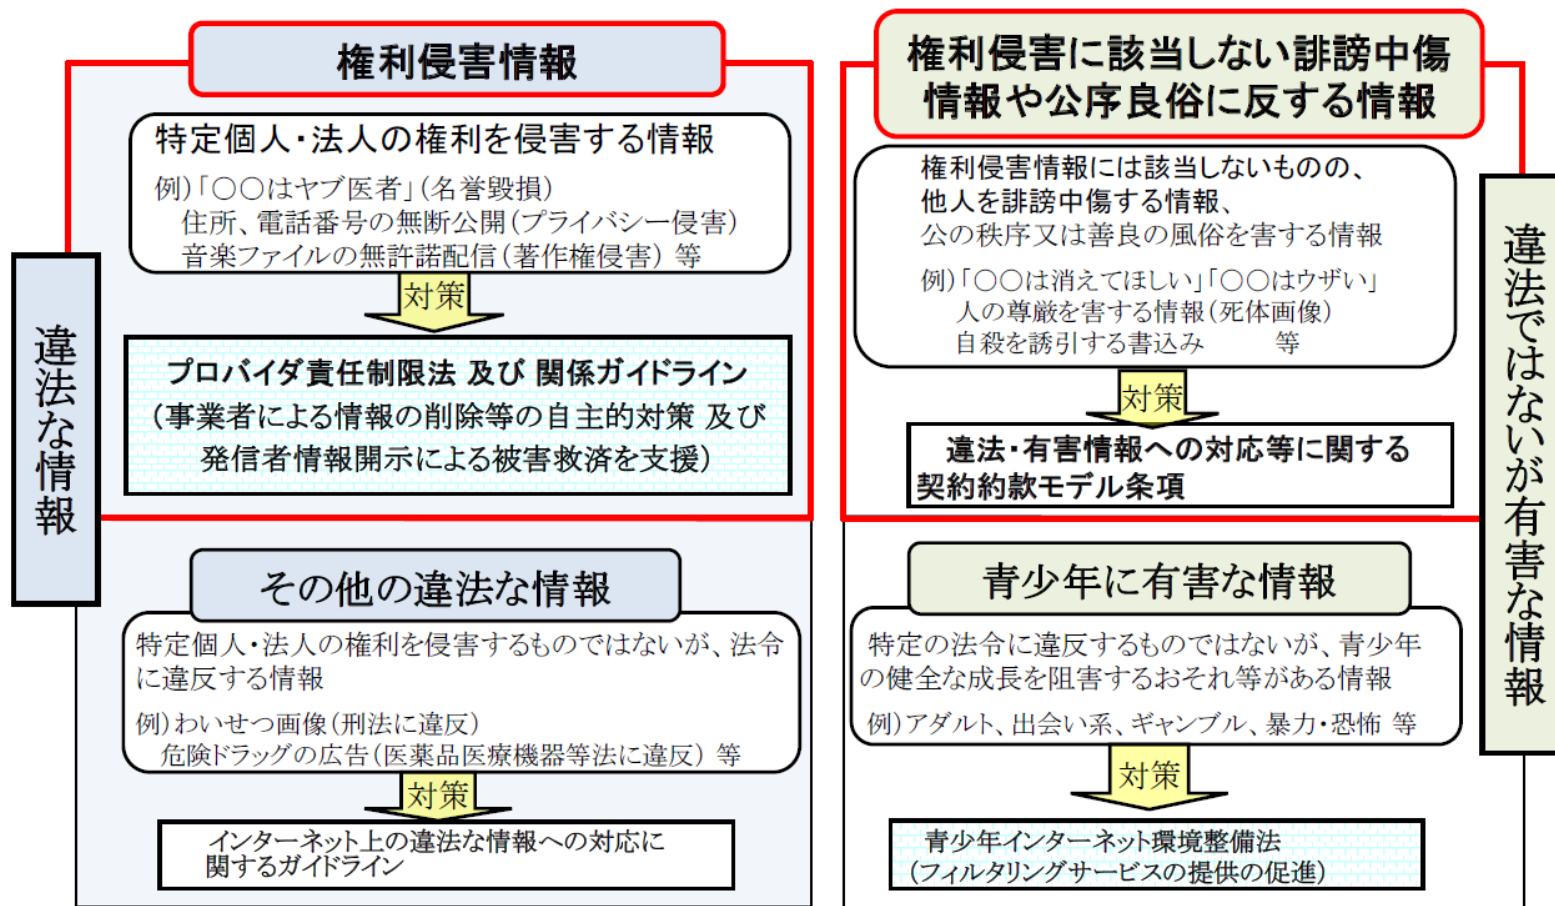 違法な情報
権利侵害情報
特定個人・法人の権利を侵害する情報
例)「〇〇はヤブ医者」(名誉毀損)
住所、電話番号の無断公開(プライバシー侵害)
音楽ファイルの無許諾配信(著作権侵害) 等
対策
プロバイダ責任制限法 及び 関係ガイドライン
(事業者による情報の削除等の自主的対策 及び
発信者情報開示による被害救済を支援)
その他の違法な情報
特定個人・法人の権利を侵害するものではないが、法令
に違反する情報
例)わいせつ画像(刑法に違反)
危険ドラッグの広告(医薬品医療機器等法に違反) 等
対策
インターネット上の違法な情報への対応に
関するガイドライン
違法ではないが有害な情報
権利侵害に該当しない誹謗中傷
情報や公序良俗に反する情報
権利侵害情報には該当しないものの、
他人を誹謗中傷する情報、
公の秩序又は善良の風俗を害する情報
例)「〇〇は消えてほしい」「〇〇はウザい」
人の尊厳を害する情報(死体画像)
自殺を誘引する書込み 等
対策
違法・有害情報への対応等に関する
契約約款モデル条項
青少年に有害な情報
特定の法令に違反するものではないが、青少年
の健全な成長を阻害するおそれ等がある情報
例)アダルト、出会い系、ギャンブル、暴力・恐怖 等
対策
青少年インターネット環境整備法
(フィルタリングサービスの提供の促進)